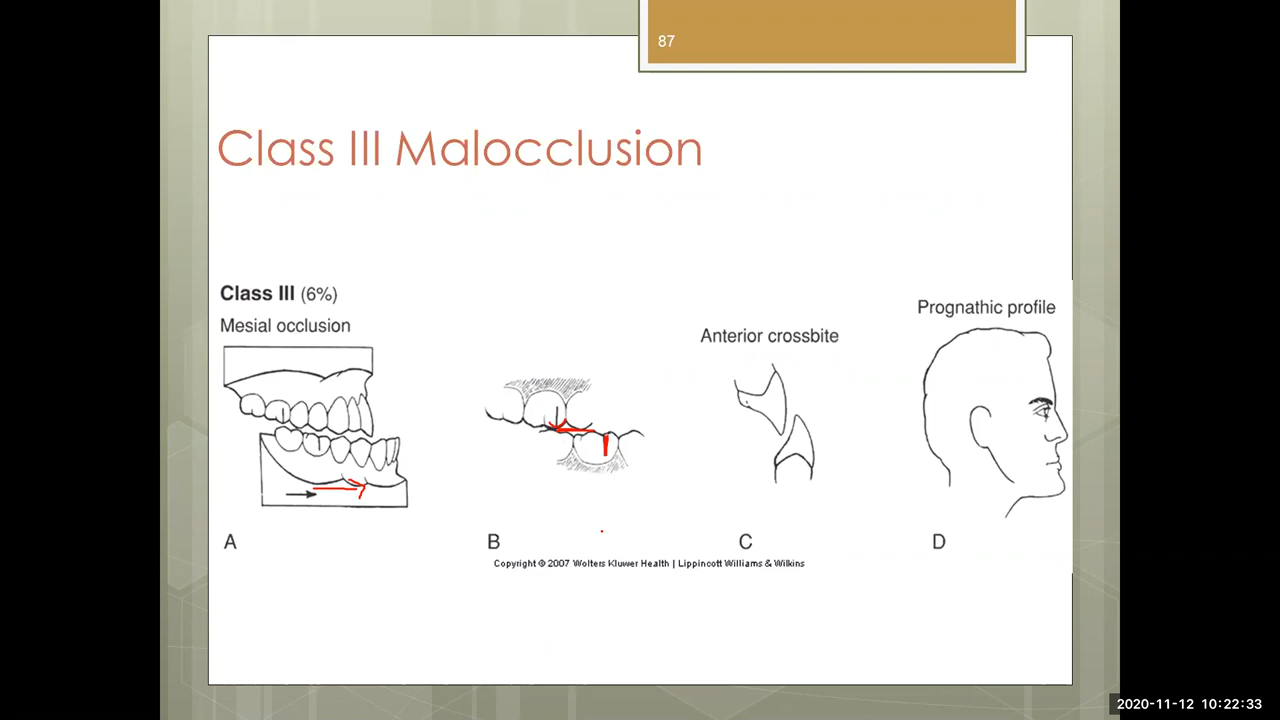 87
Class III Malocclusion
Class III (6%)
Mesial occlusion
Anterior crossbite
Prognathic profile
A
B
C
D
Copyright © 2007 Wolters Kluwer Health | Lippincott Williams & Wilkins
2020-11-12 10:22:33